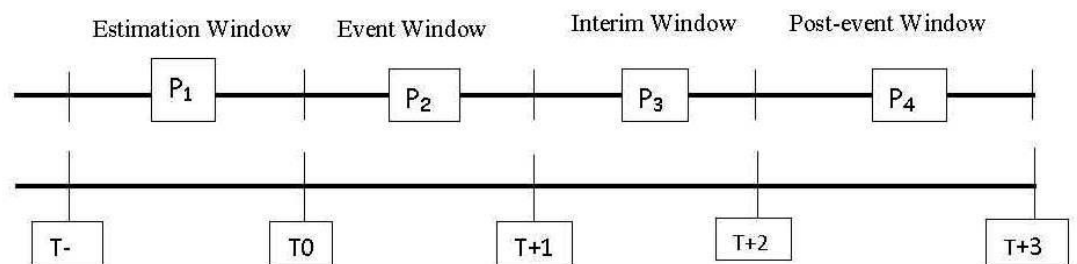 Estimation Window Event Window Interim Window Post-event Window
P₁ P₂ P₃ P₄
T- T0 T+1 T+2 T+3